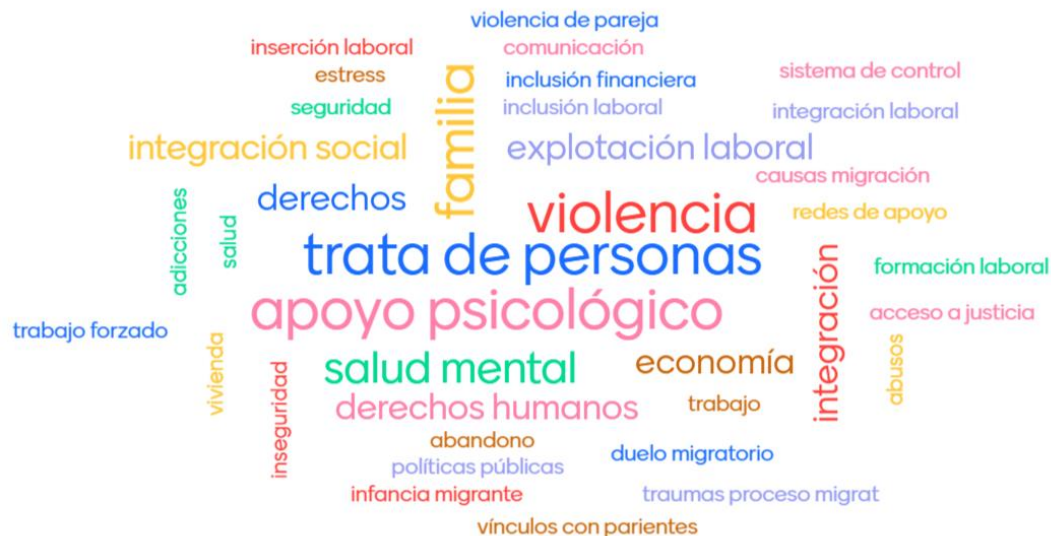 violencia de pareja
inserción laboral
comunicación
estress
inclusión financiera
sistema de control
seguridad
familia
inclusión laboral
integración laboral
integración social
explotación laboral
causas migración
derechos
violencia
redes de apoyo
adicciones
salud
trata de personas
integración
formación laboral
apoyo psicológico
acceso a justicia
trabajo forzado
vivienda
inseguridad
salud mental
economía
abusos
derechos humanos
trabajo
abandono
duelo migratorio
políticas públicas
infancia migrante
traumas proceso migrat
vínculos con parientes